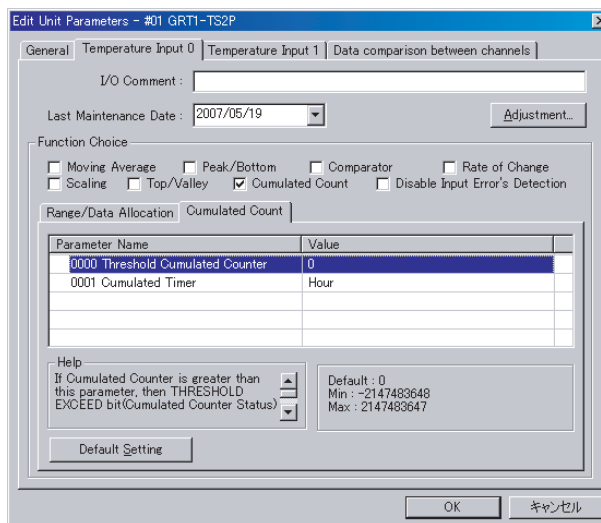 Edit Unit Parameters - #01 GRT1-TS2P
General Temperature Input 0 Temperature Input 1 Data comparison between channels
I/O Comment :
Last Maintenance Date : 2007/05/19 Adjustment...
Function Choice
Moving Average Peak/Bottom Comparator Rate of Change
Scaling Top/Valley Cumulated Count Disable Input Error's Detection
Range/Data Allocation Cumulated Count
Parameter Name Value
0000 Threshold Cumulated Counter 0
0001 Cumulated Timer Hour
Help
If Cumulated Counter is greater than
this parameter, then THRESHOLD
EXCEED bit(Cumulated Counter Status)
Default : 0
Min : -2147483648
Max : 2147483647
Default Setting
OK キャンセル